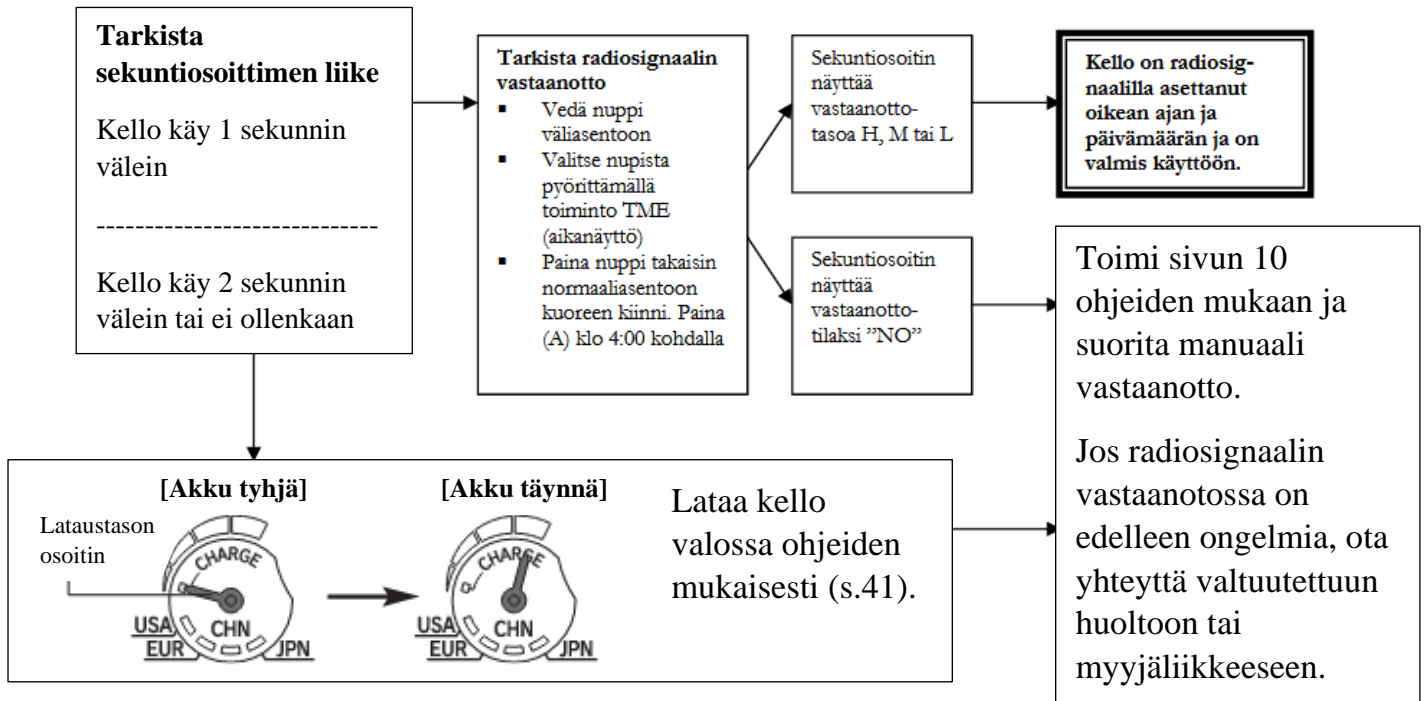 Tarkista
sekuntiosoittimen liike
Kello käy 1 sekunnin
välein
-----------------------------
Kello käy 2 sekunnin
välein tai ei ollenkaan
Tarkista radiosignaalin
vastaanotto
▪ Vedä nuppi
väliasentoon
▪ Valitse nupista
pyörittämällä
toiminto TME
(aikanäyttö)
▪ Paina nuppi takaisin
normaaliasentoon
kuoreen kiinni. Paina
(A) klo 4:00 kohdalla
Sekuntiosoitin
näyttää
vastaanotto-
tasoa H, M tai L
Kello on radiosig-
naalilla asettanut
oikean ajan ja
päivämäärän ja on
valmis käyttöön.
Sekuntiosoitin
näyttää
vastaanotto-
tilaksi ”NO”
Toimi sivun 10
ohjeiden mukaan ja
suorita manuaali
vastaanotto.
Jos radiosignaalin
vastaanotossa on
edelleen ongelmia, ota
yhteyttä valtuutettuun
huoltoon tai
myyjäliikkeeseen.
[Akku tyhjä]
Lataustason
osoitin
CHARGE
USA
CHN
EUR
JPN
[Akku täynnä]
CHARGE
USA
CHN
EUR
JPN
Lataa kello
valossa ohjeiden
mukaisesti (s.41).